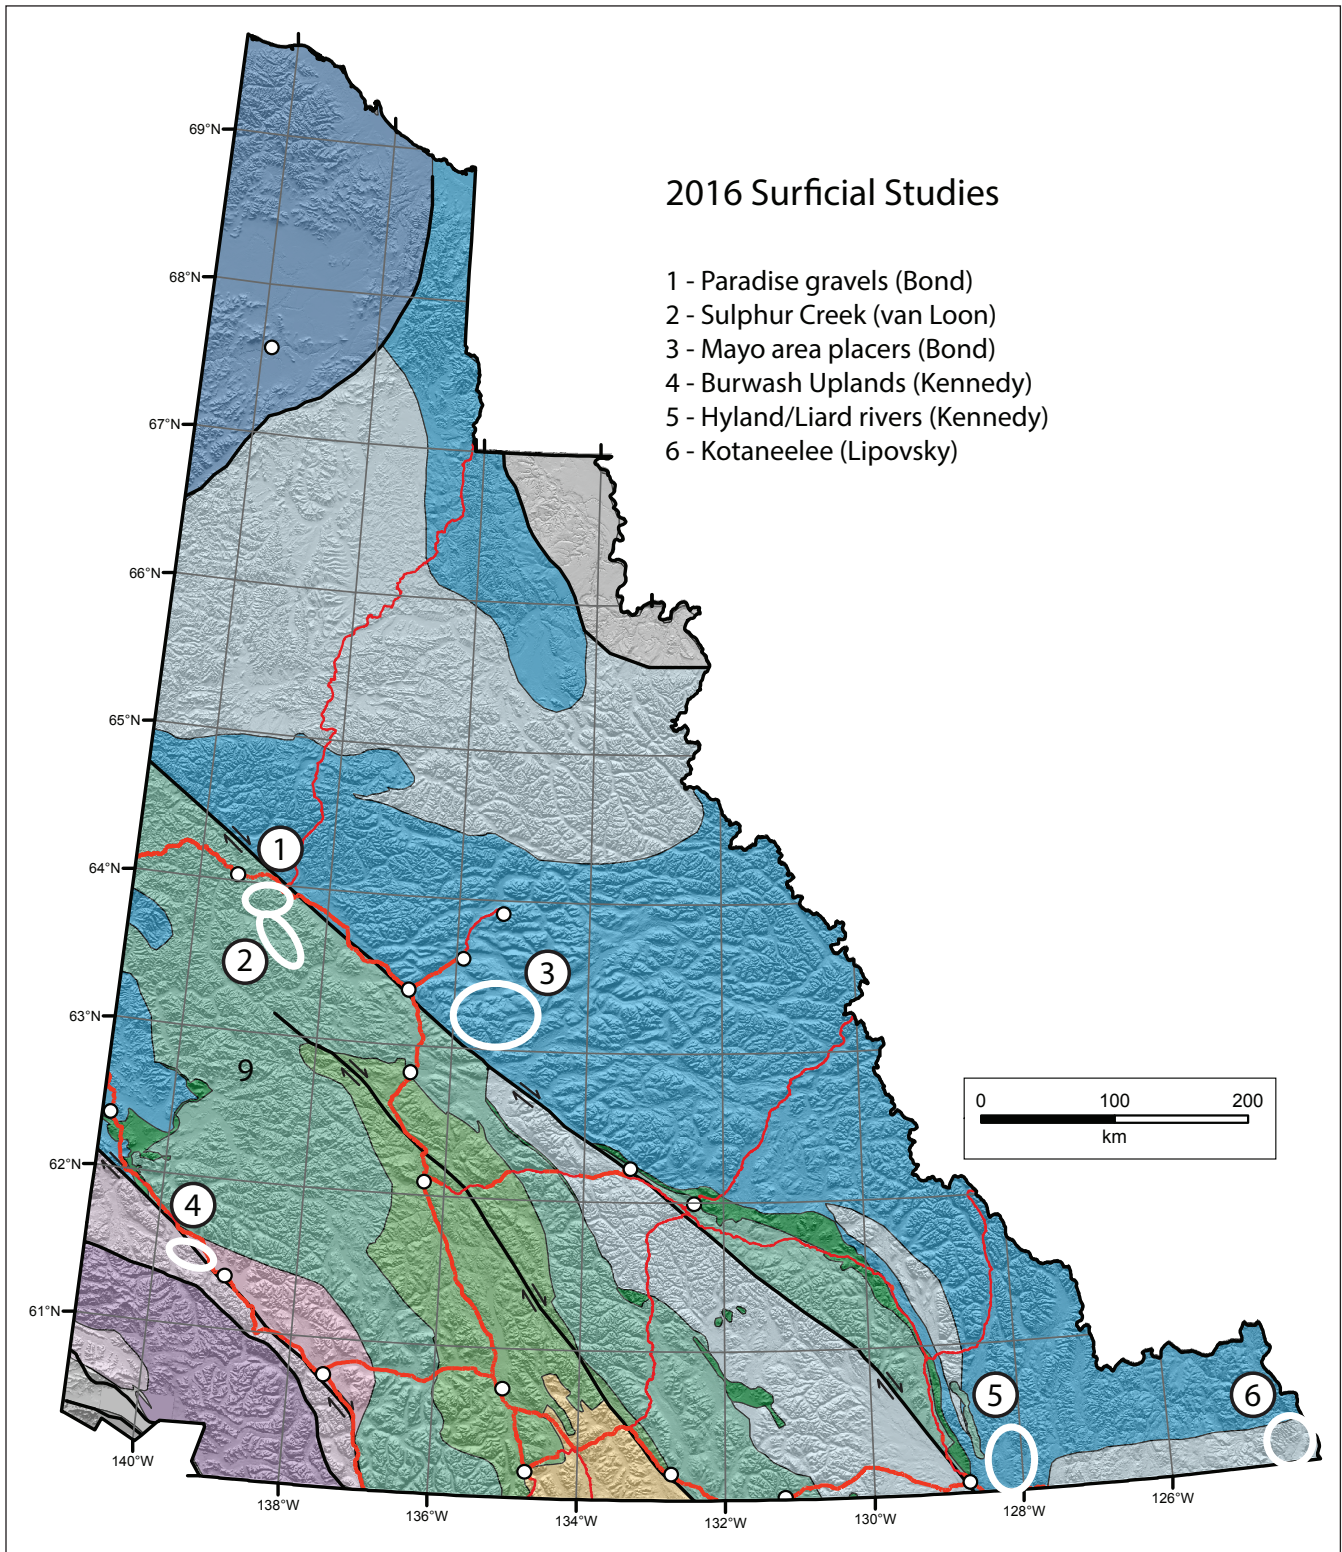 69°N
2016 Surficial Studies
68°N
1 - Paradise gravels (Bond)
2 - Sulphur Creek (van Loon)
3 - Mayo area placers (Bond)
4 - Burwash Uplands (Kennedy)
5 - Hyland/Liard rivers (Kennedy)
6 - Kotaneelee (Lipovsky)
67°N
66°N
65°N
64°N
1
2
3
63°N
9
0 100 200
km
62°N
4
61°N
5
6
140°W
138°W
136°W
134°W
132°W
130°W
128°W
126°W